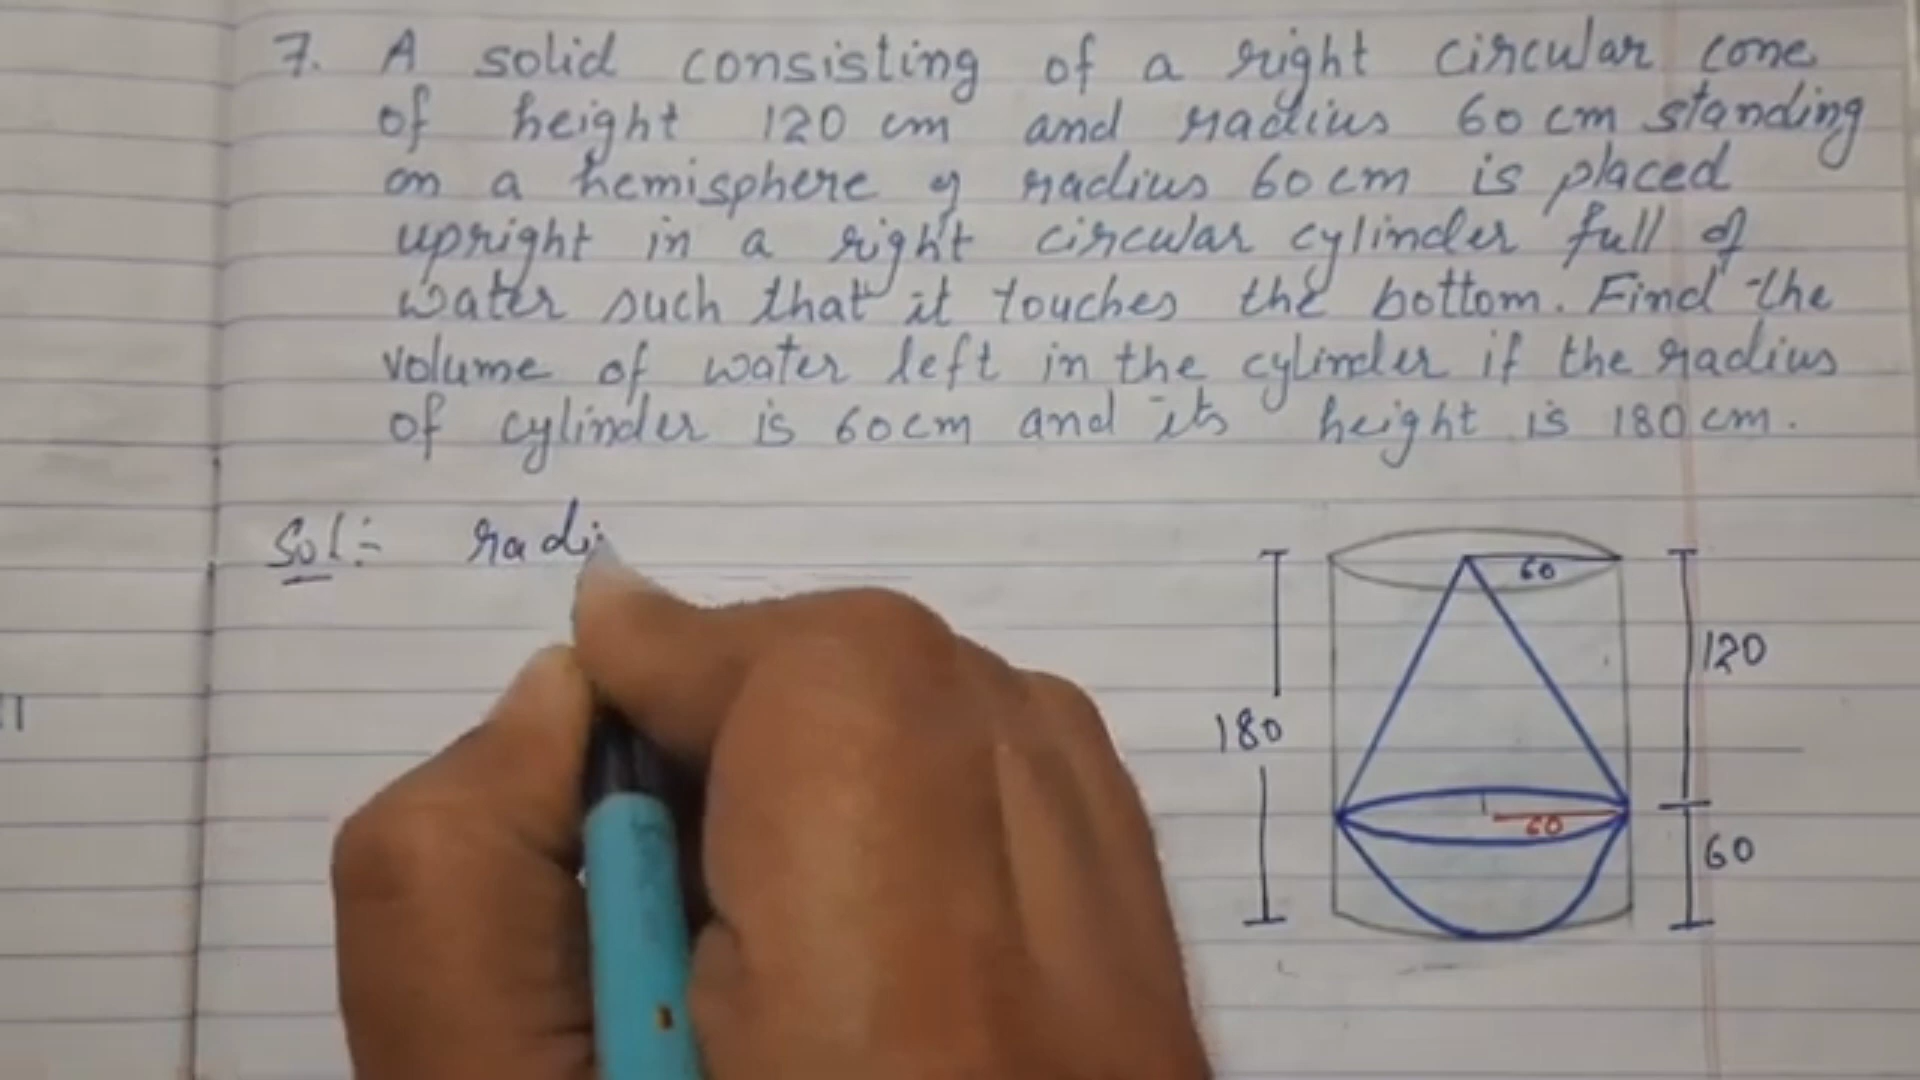 7. A solid consisting of a right circular cone
of height 120 cm and radius 60 cm standing
on a hemisphere of radius 60 cm is placed
upright in a right circular cylinder full of
water such that it touches the bottom. Find the
volume of water left in the cylinder if the radius
of cylinder is 60 cm and its height is 180 cm.
Sol:- radi
60
120
180
60
60